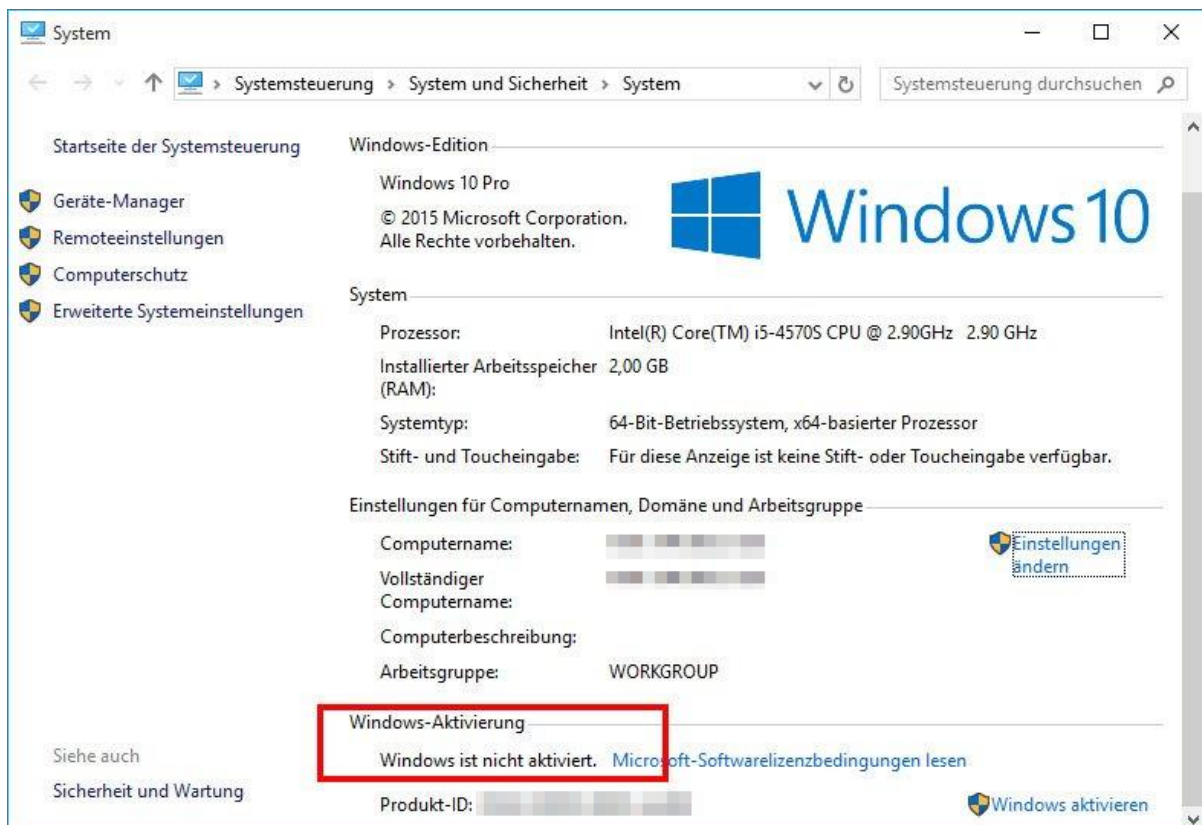 System
Systemsteuerung > System und Sicherheit > System
Systemsteuerung durchsuchen
Startseite der Systemsteuerung
Geräte-Manager
Remoteeinstellungen
Computerschutz
Erweiterte Systemeinstellungen
Siehe auch
Sicherheit und Wartung
Windows-Edition
Windows 10 Pro
© 2015 Microsoft Corporation.
Alle Rechte vorbehalten.
Windows 10
System
Prozessor: Intel(R) Core(TM) i5-4570S CPU @ 2.90GHz 2.90 GHz
Installierter Arbeitsspeicher 2,00 GB
(RAM):
Systemtyp: 64-Bit-Betriebssystem, x64-basierter Prozessor
Stift- und Toucheingabe: Für diese Anzeige ist keine Stift- oder Toucheingabe verfügbar.
Einstellungen für Computernamen, Domäne und Arbeitsgruppe
Computername:
Einstellungen
ändern
Vollständiger
Computername:
Computerbeschreibung:
Arbeitsgruppe: WORKGROUP
Windows-Aktivierung
Windows ist nicht aktiviert. Microsoft-Softwarelizenzbedingungen lesen
Produkt-ID:
Windows aktivieren